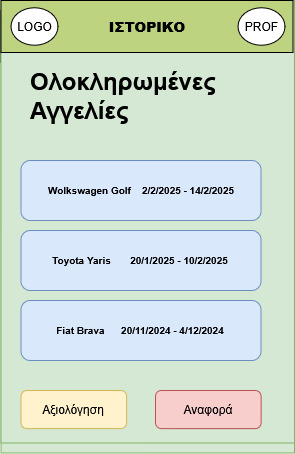 LOGO ΙΣΤΟΡΙΚΟ PROF
Ολοκληρωμένες
Αγγελίες
Wolkswagen Golf 2/2/2025 - 14/2/2025
Toyota Yaris 20/1/2025 - 10/2/2025
Fiat Brava 20/11/2024 - 4/12/2024
Αξιολόγηση Αναφορά